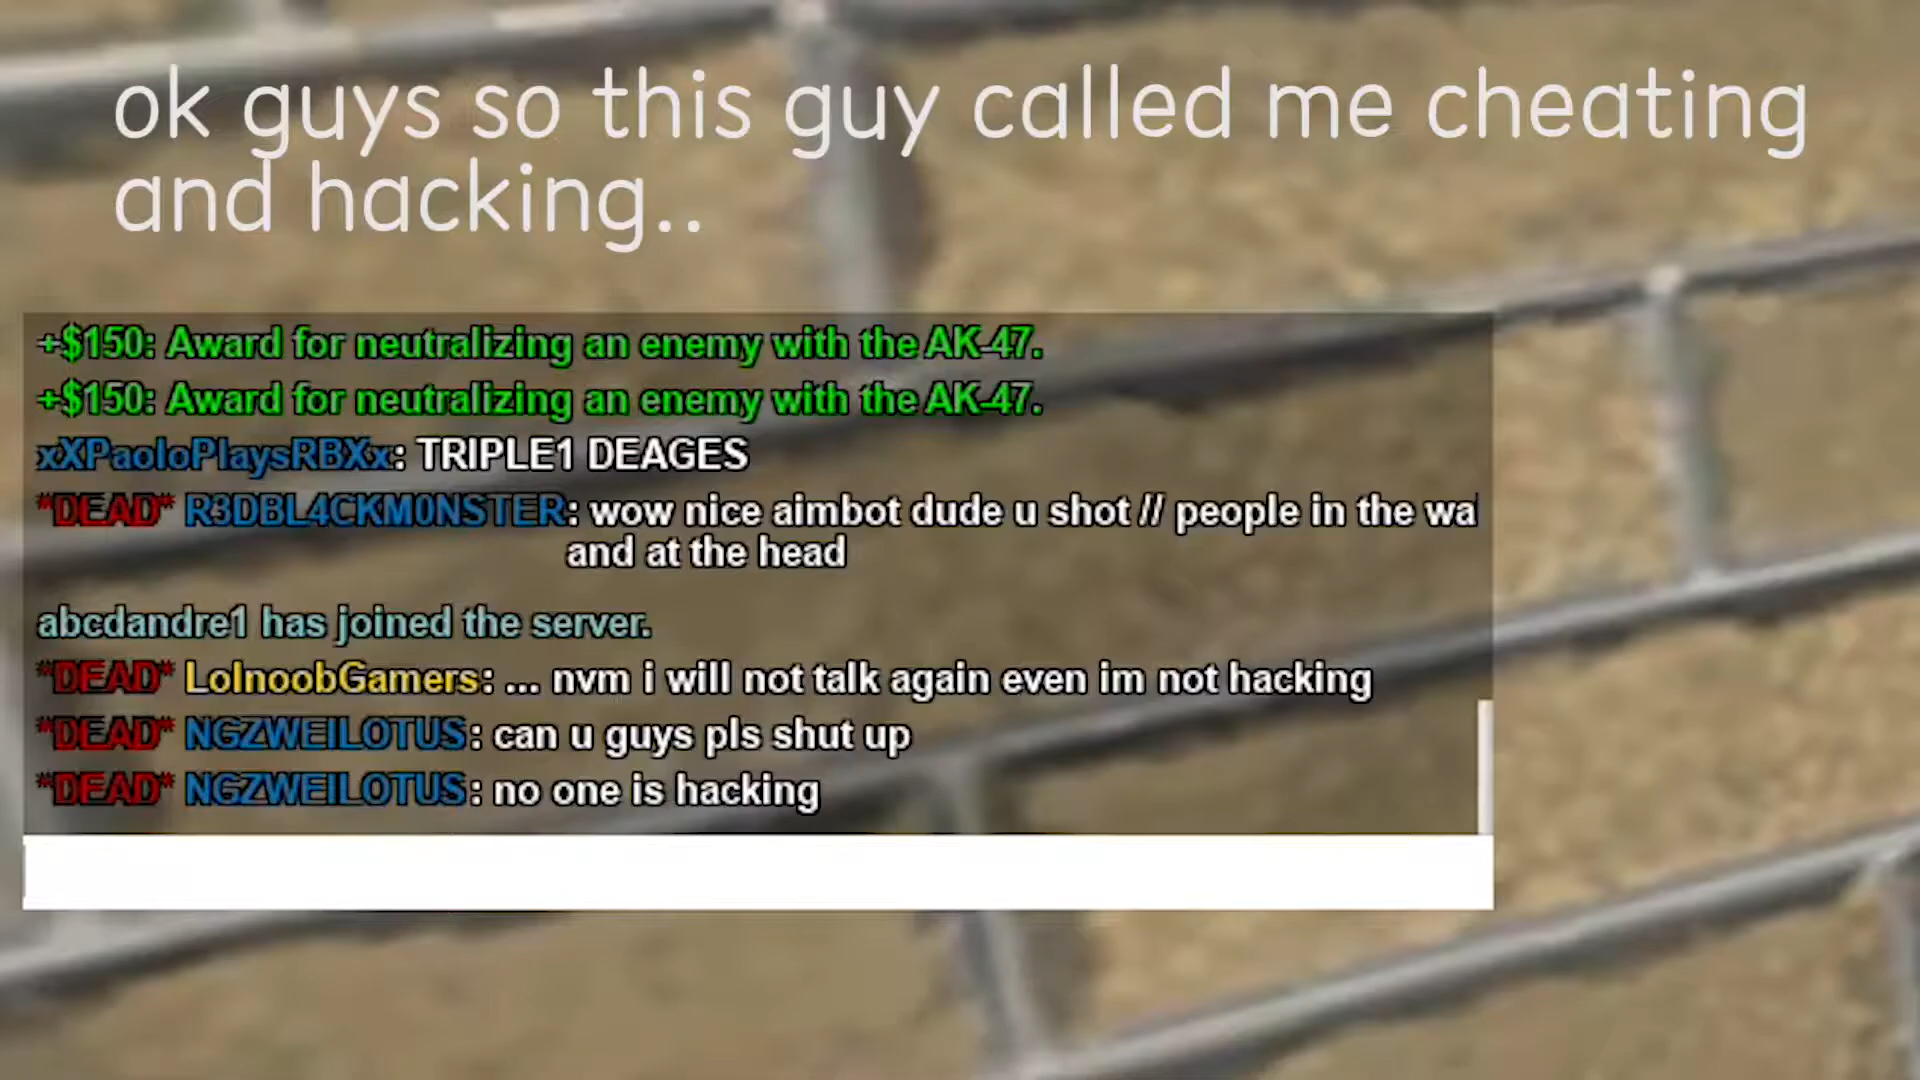 ok guys so this guy called me cheating
and hacking..
+$150: Award for neutralizing an enemy with the AK-47.
+$150: Award for neutralizing an enemy with the AK-47.
xXPaoloPlaysRBXx: TRIPLE1 DEAGES
*DEAD* R3DBL4CKM0NSTER: wow nice aimbot dude u shot // people in the wa
and at the head
abcdandre1 has joined the server.
*DEAD* LolnoobGamers: ... nvm i will not talk again even im not hacking
*DEAD* NGZWEILOTUS: can u guys pls shut up
*DEAD* NGZWEILOTUS: no one is hacking